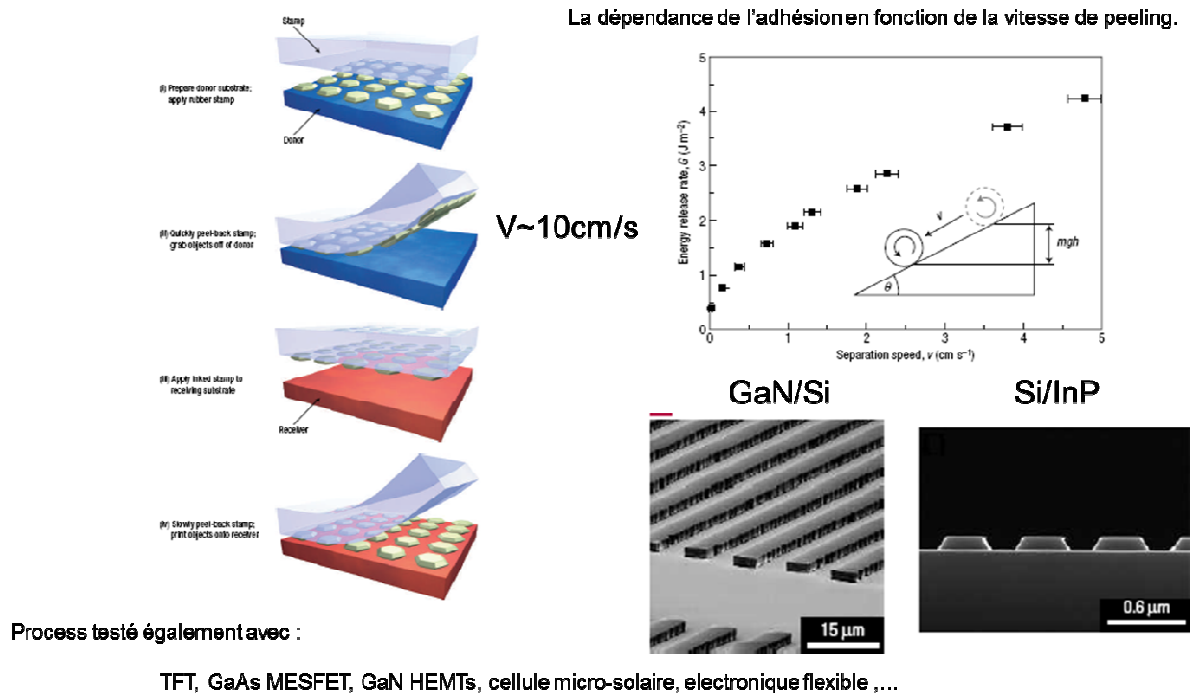 La dépendance de l'adhésion en fonction de la vitesse de peeling.
Stamp
(i) Prepare donor substrate;
apply rubber stamp
Donor
(ii) Quickly peel-back stamp;
grab objects off of donor
V~10cm/s
(iii) Apply inked stamp to
receiving substrate
Receiver
(iv) Slowly peel-back stamp;
print objects onto receiver
Energy release rate, G (J m⁻²)
5
4
3
2
1
0
0 1 2 3 4 5
Separation speed, v (cm s⁻¹)
v
mgh
θ
GaN/Si
Si/InP
15 µm
0.6 µm
Process testé également avec :
TFT, GaAs MESFET, GaN HEMTs, cellule micro-solaire, electronique flexible ,...